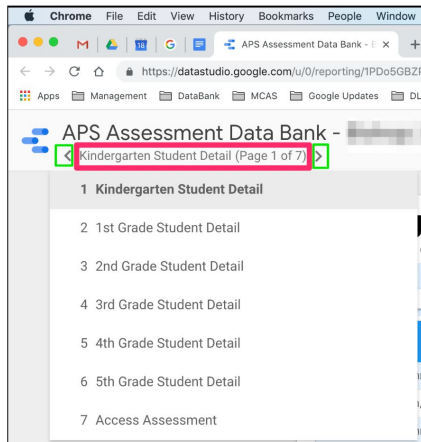 Chrome File Edit View History Bookmarks People Window
31 G APS Assessment Data Bank - × +
https://datastudio.google.com/u/0/reporting/1PDo5GBZ
Apps Management DataBank MCAS Google Updates DL
APS Assessment Data Bank -
Kindergarten Student Detail (Page 1 of 7)
1 Kindergarten Student Detail
2 1st Grade Student Detail
3 2nd Grade Student Detail
4 3rd Grade Student Detail
5 4th Grade Student Detail
6 5th Grade Student Detail
7 Access Assessment